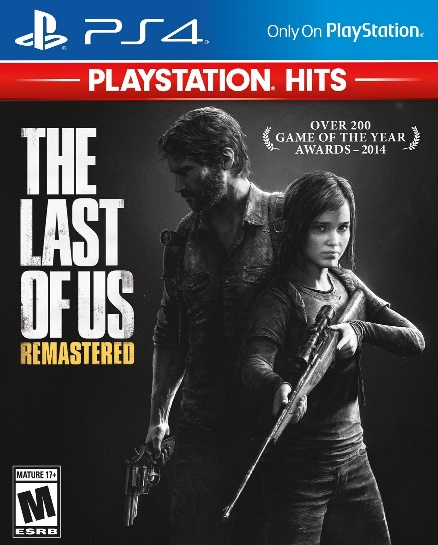 PS4
Only On PlayStation
PLAYSTATION HITS
OVER 200
GAME OF THE YEAR
AWARDS – 2014
THE
LAST
OF US
REMASTERED
MATURE 17+
M
ESRB